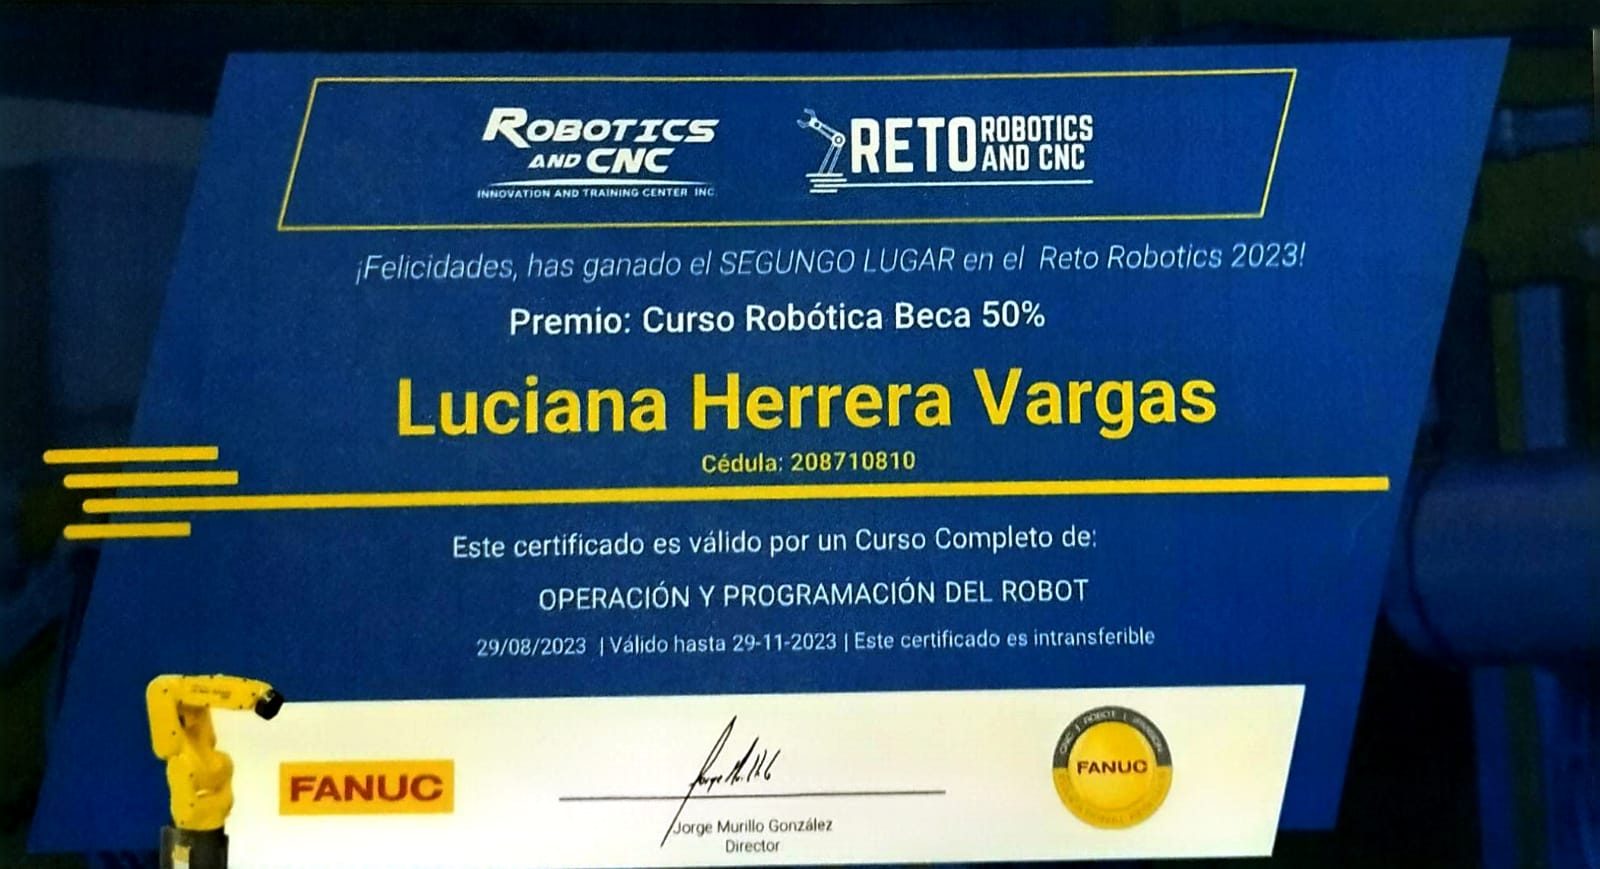 ROBOTICS
AND CNC
INNOVATION AND TRAINING CENTER INC.
RETO ROBOTICS
AND CNC
¡Felicidades, has ganado el SEGUNGO LUGAR en el Reto Robotics 2023!
Premio: Curso Robótica Beca 50%
Luciana Herrera Vargas
Cédula: 208710810
Este certificado es válido por un Curso Completo de:
OPERACIÓN Y PROGRAMACIÓN DEL ROBOT
29/08/2023 | Válido hasta 29-11-2023 | Este certificado es intransferible
FANUC
Jorge Murillo González
Director
CNC | ROBOT |
FANUC